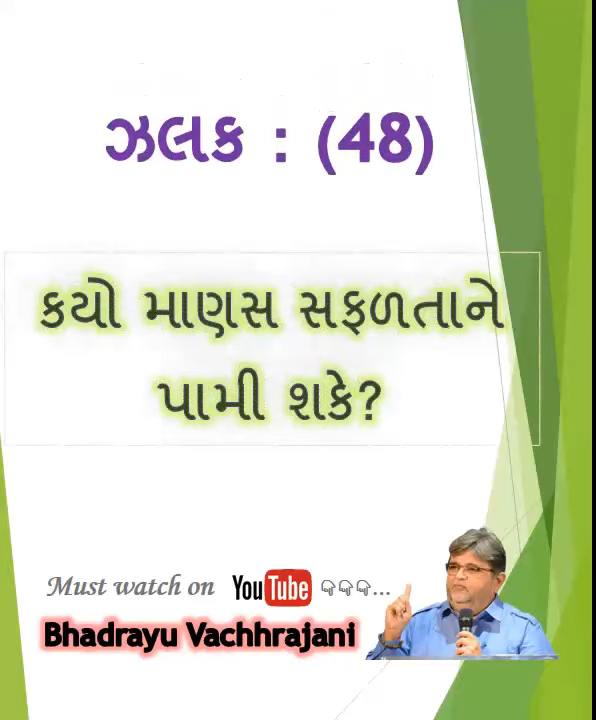 ઝલક : (48)
કયો માણસ સફળતાને
પામી શકે?
Must watch on YouTube 👇👇👇...
Bhadrayu Vachhrajani